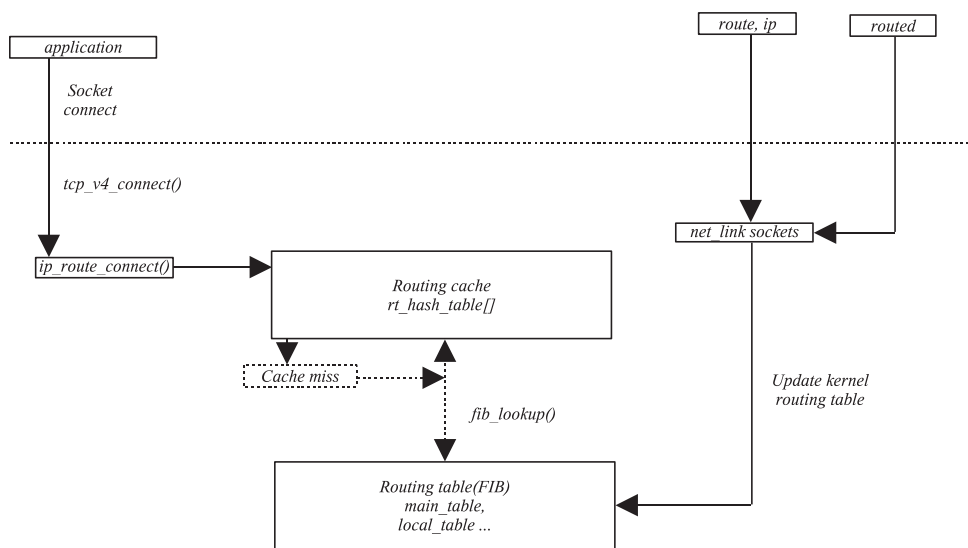 application
route, ip
routed
Socket
connect
tcp_v4_connect()
net_link sockets
ip_route_connect()
Routing cache
rt_hash_table[]
Cache miss
Update kernel
routing table
fib_lookup()
Routing table(FIB)
main_table,
local_table ...